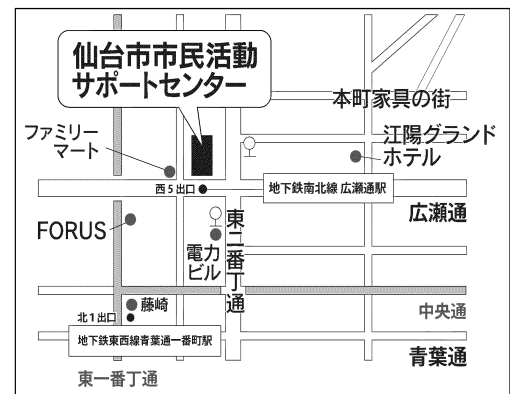 仙台市市民活動
サポートセンター
本町家具の街
ファミリー
マート
江陽グランド
ホテル
西5出口
地下鉄南北線 広瀬通駅
広瀬通
FORUS
東二番丁通
電力
ビル
藤崎
中央通
北1出口
地下鉄東西線青葉通一番町駅
青葉通
東一番丁通